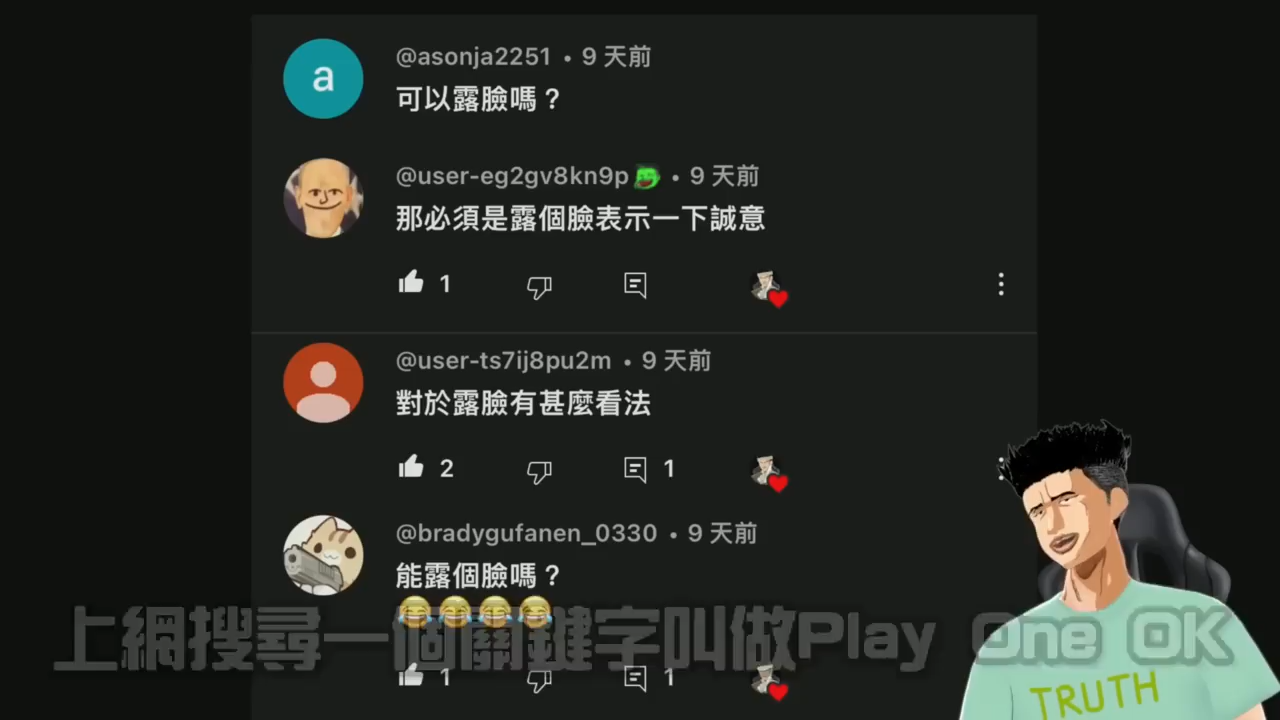 a
@asonja2251 • 9 天前
可以露臉嗎？
@user-eg2gv8kn9p • 9 天前
那必須是露個臉表示一下誠意
1
@user-ts7ij8pu2m • 9 天前
對於露臉有甚麼看法
2 1
@bradygufanen_0330 • 9 天前
能露個臉嗎？
😂😂😂😂
上網搜尋一個關鍵字叫做Play One OK
1 1
TRUTH